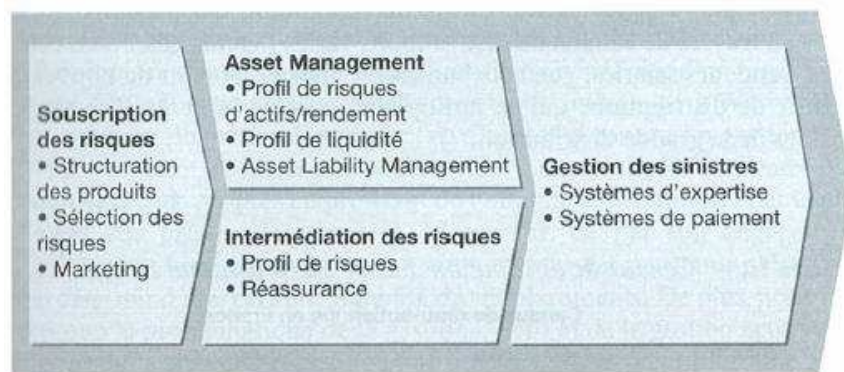 Souscription
des risques
• Structuration
des produits
• Sélection des
risques
• Marketing
Asset Management
• Profil de risques
d'actifs/rendement
• Profil de liquidité
• Asset Liability Management
Intermédiation des risques
• Profil de risques
• Réassurance
Gestion des sinistres
• Systèmes d'expertise
• Systèmes de paiement